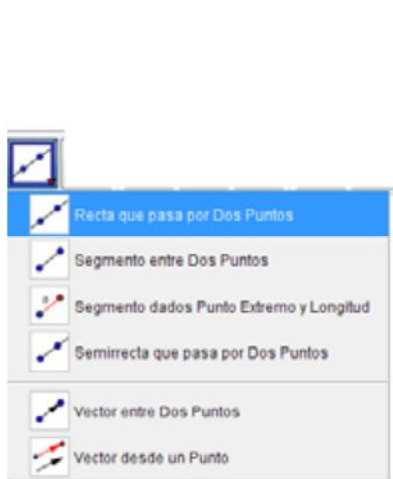 Recta que pasa por Dos Puntos
Segmento entre Dos Puntos
Segmento dados Punto Extremo y Longitud
Semirrecta que pasa por Dos Puntos
Vector entre Dos Puntos
Vector desde un Punto